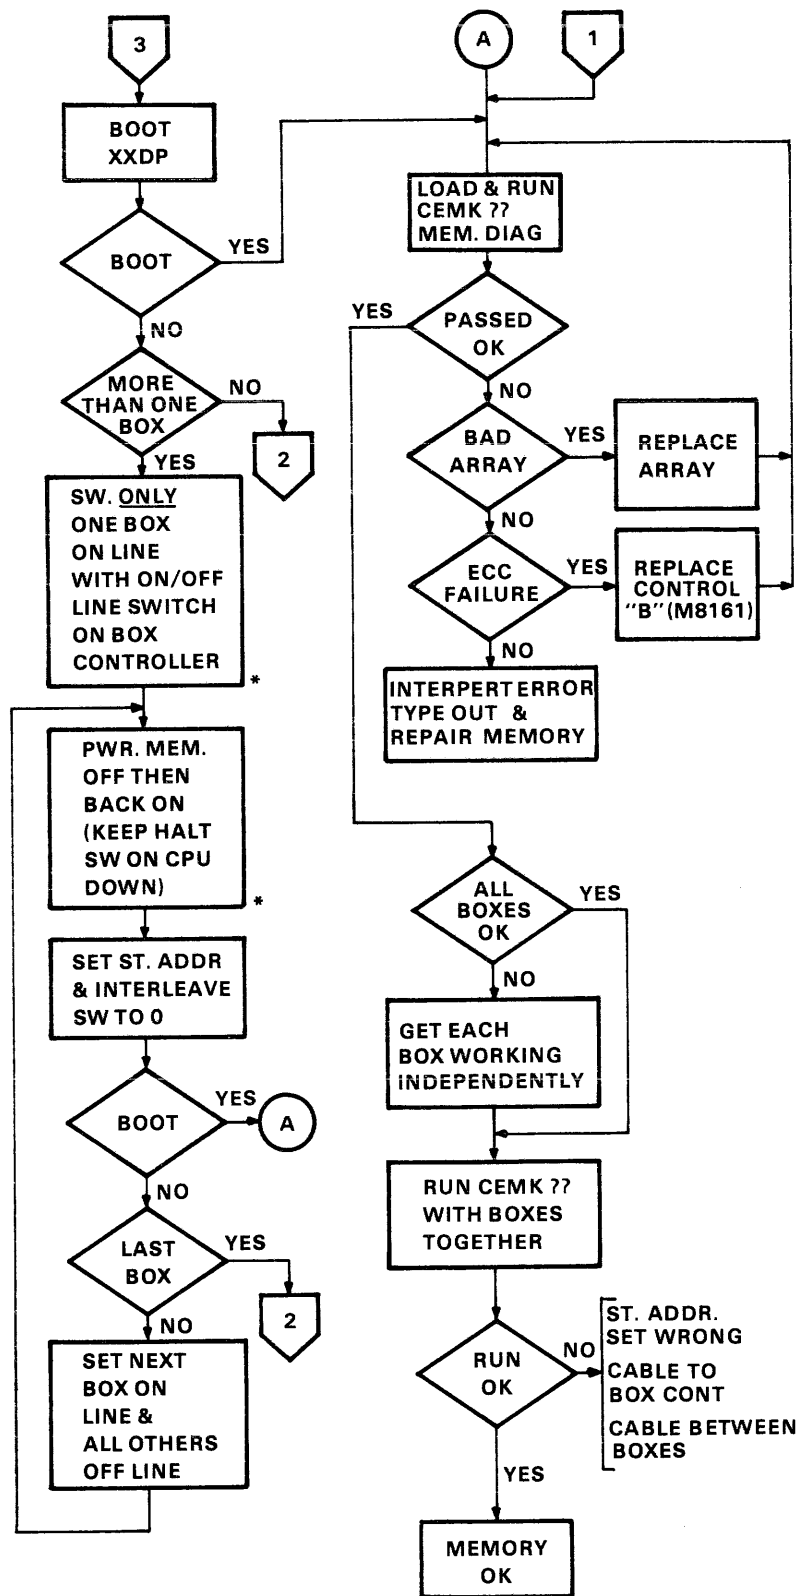 3
BOOT
XXDP
BOOT
YES
NO
MORE
THAN ONE
BOX
NO
2
YES
SW. ONLY
ONE BOX
ON LINE
WITH ON/OFF
LINE SWITCH
ON BOX
CONTROLLER
*
PWR. MEM.
OFF THEN
BACK ON
(KEEP HALT
SW ON CPU
DOWN)
*
SET ST. ADDR
& INTERLEAVE
SW TO 0
BOOT
YES
A
NO
LAST
BOX
YES
2
NO
SET NEXT
BOX ON
LINE &
ALL OTHERS
OFF LINE
A
1
LOAD & RUN
CEMK ??
MEM. DIAG
YES
PASSED
OK
NO
BAD
ARRAY
YES
REPLACE
ARRAY
NO
ECC
FAILURE
YES
REPLACE
CONTROL
"B" (M8161)
NO
INTERPERT ERROR
TYPE OUT &
REPAIR MEMORY
ALL
BOXES
OK
YES
NO
GET EACH
BOX WORKING
INDEPENDENTLY
RUN CEMK ??
WITH BOXES
TOGETHER
RUN
OK
NO
ST. ADDR.
SET WRONG
CABLE TO
BOX CONT
CABLE BETWEEN
BOXES
YES
MEMORY
OK